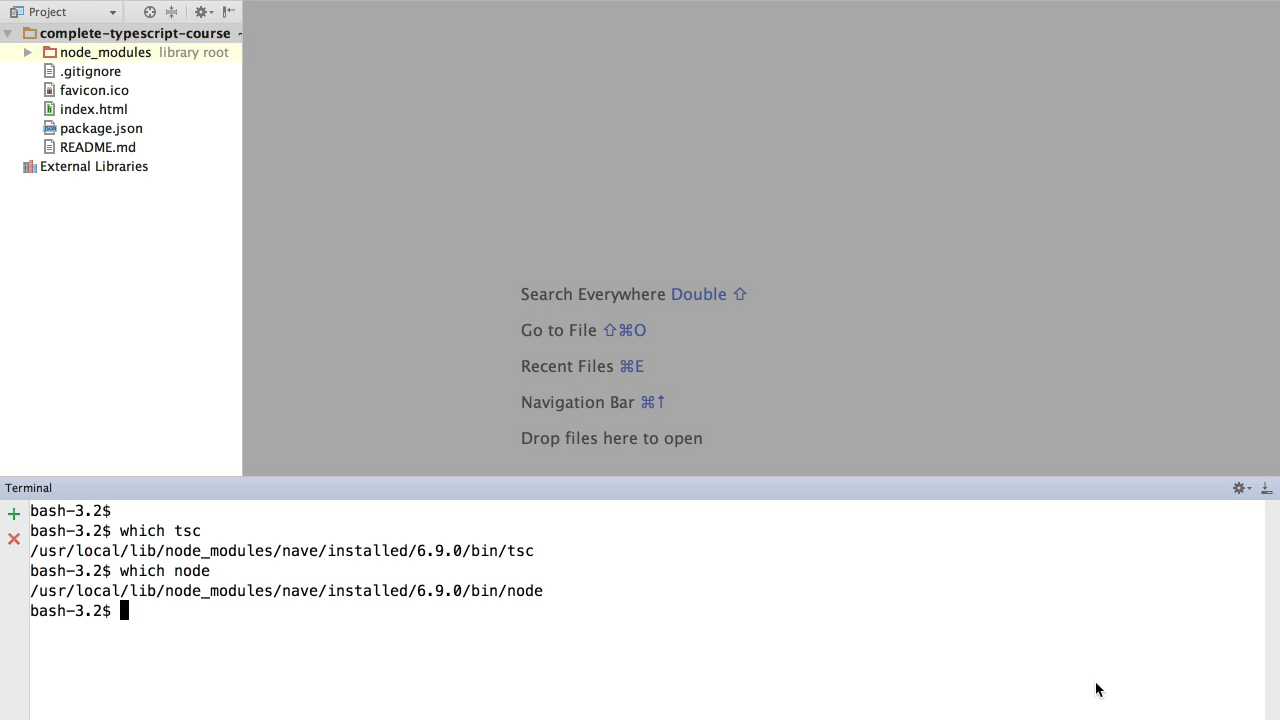 Project
complete-typescript-course
node_modules library root
.gitignore
favicon.ico
index.html
package.json
README.md
External Libraries
Search Everywhere Double ⇧
Go to File ⇧⌘O
Recent Files ⌘E
Navigation Bar ⌘↑
Drop files here to open
Terminal
bash-3.2$
bash-3.2$ which tsc
/usr/local/lib/node_modules/nave/installed/6.9.0/bin/tsc
bash-3.2$ which node
/usr/local/lib/node_modules/nave/installed/6.9.0/bin/node
bash-3.2$